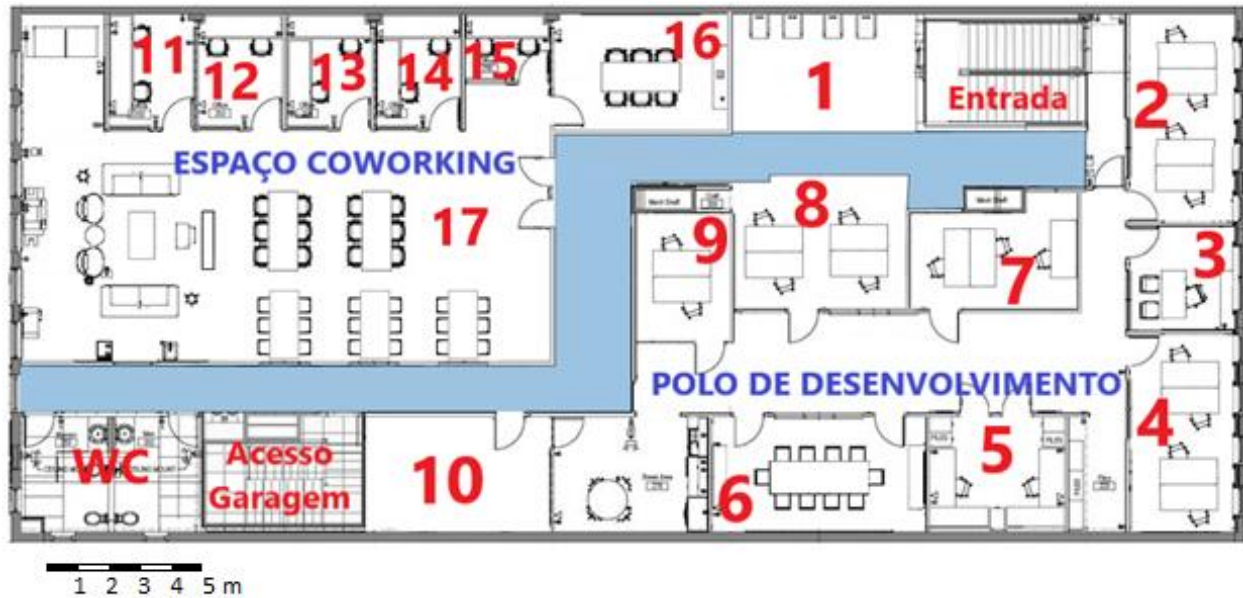 11
12
13
14
15
16
1
Entrada
2
ESPAÇO COWORKING
17
9
8
7
3
POLO DE DESENVOLVIMENTO
WC
Acesso
Garagem
10
6
5
4
1 2 3 4 5 m